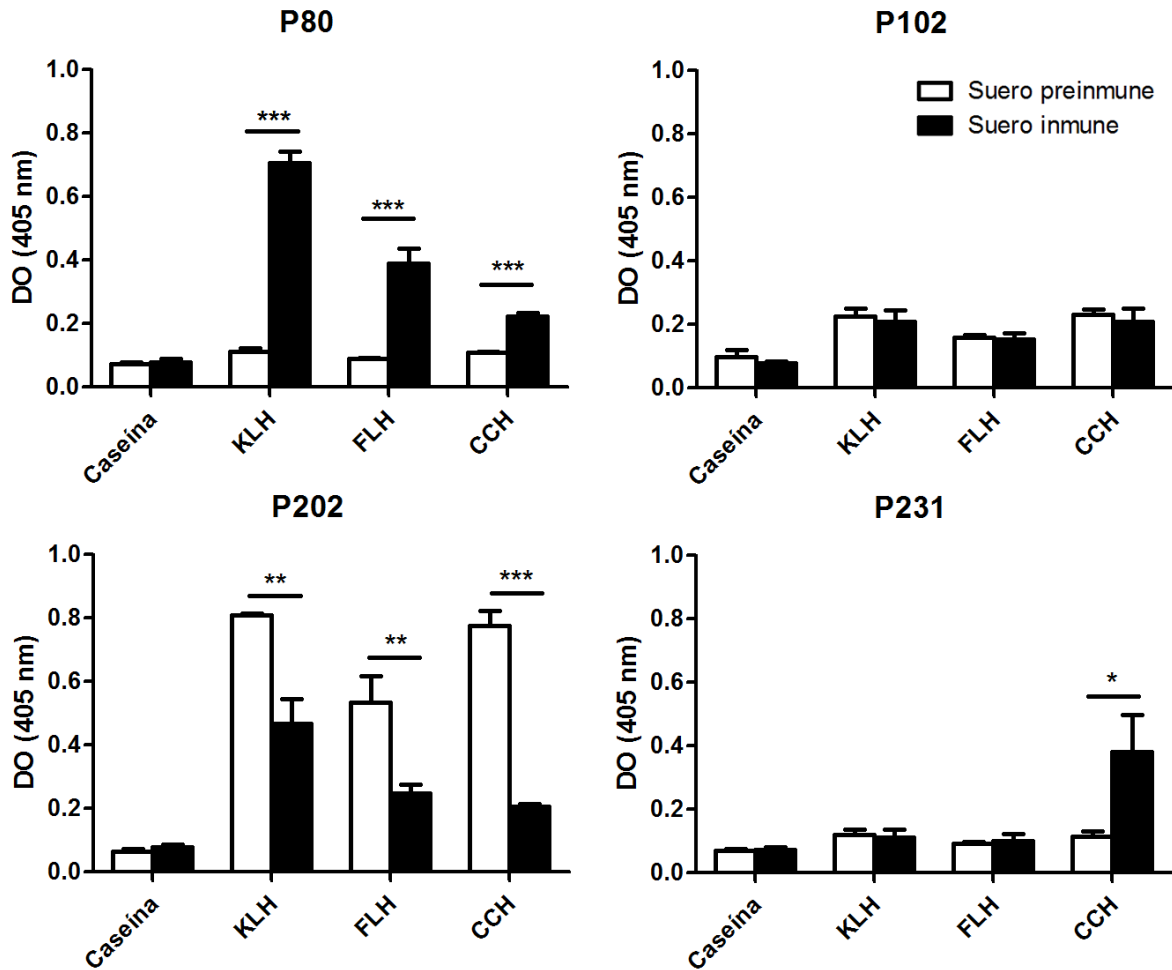 P80
DO (405 nm)
1.0
0.8
0.6
0.4
0.2
0.0
***
***
***
Caseína
KLH
FLH
CCH
P102
DO (405 nm)
1.0
0.8
0.6
0.4
0.2
0.0
Suero preinmune
Suero inmune
Caseína
KLH
FLH
CCH
P202
DO (405 nm)
1.0
0.8
0.6
0.4
0.2
0.0
**
**
***
Caseína
KLH
FLH
CCH
P231
DO (405 nm)
1.0
0.8
0.6
0.4
0.2
0.0
*
Caseína
KLH
FLH
CCH